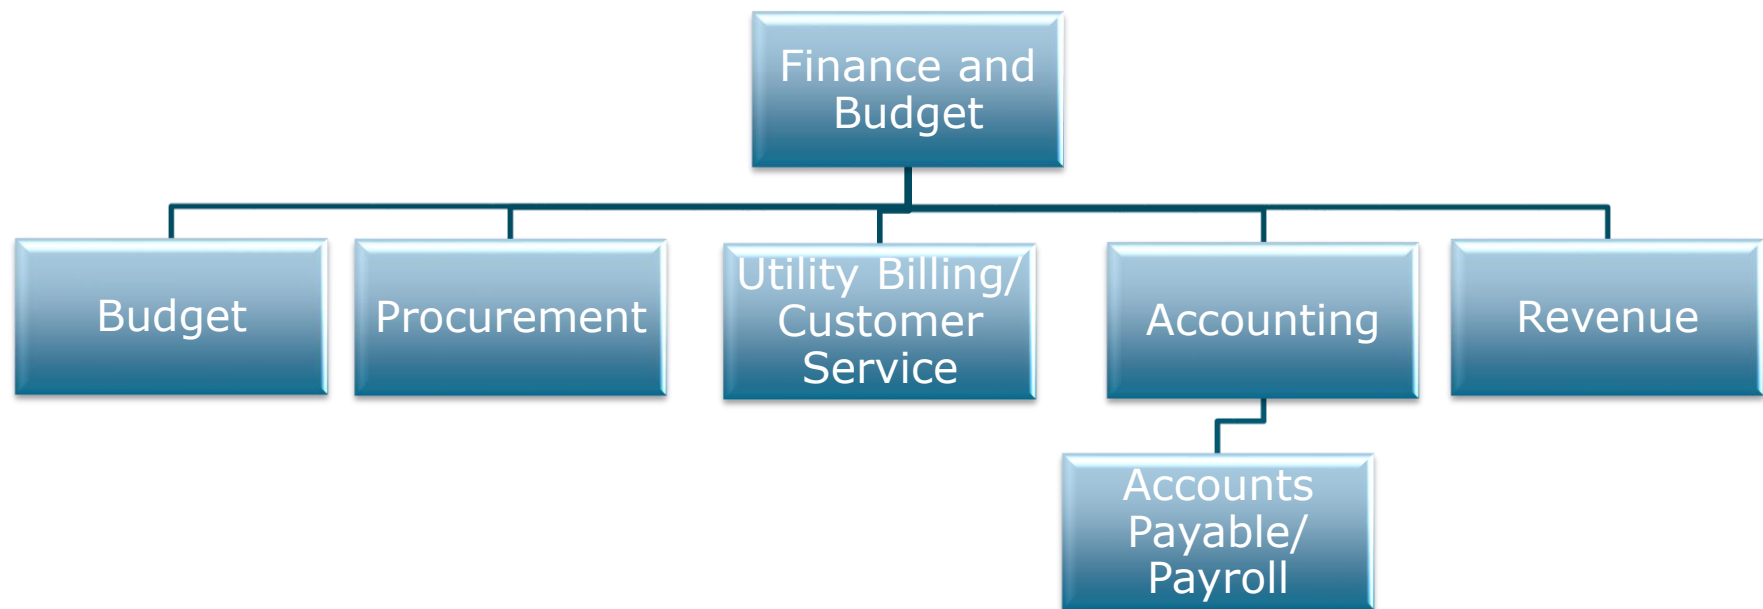 Finance and
Budget
Budget
Procurement
Utility Billing/
Customer
Service
Accounting
Revenue
Accounts
Payable/
Payroll